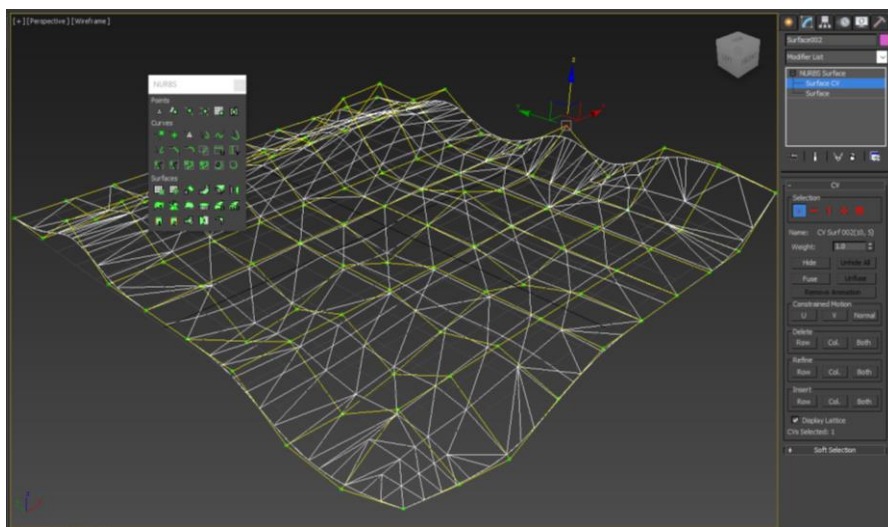 [+][Perspective][Wireframe]
NURBS
Points
Curves
Surfaces
Surface002
Modifier List
NURBS Surface
Surface CV
Surface
CV
Selection
Name: CV Surf 002(10, 5)
Weight: 1.0
Hide Unhide All
Fuse Unfuse
Remove Animation
Constrained Motion
U V Normal
Delete
Row Col. Both
Refine
Row Col. Both
Insert
Row Col. Both
Display Lattice
CVs Selected: 1
Soft Selection